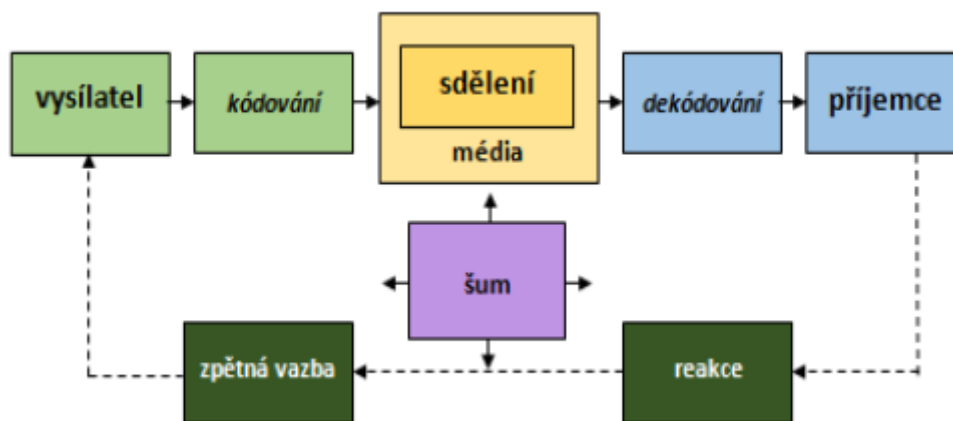 vysílatel
kódování
sdělení
média
dekódování
příjemce
šum
zpětná vazba
reakce